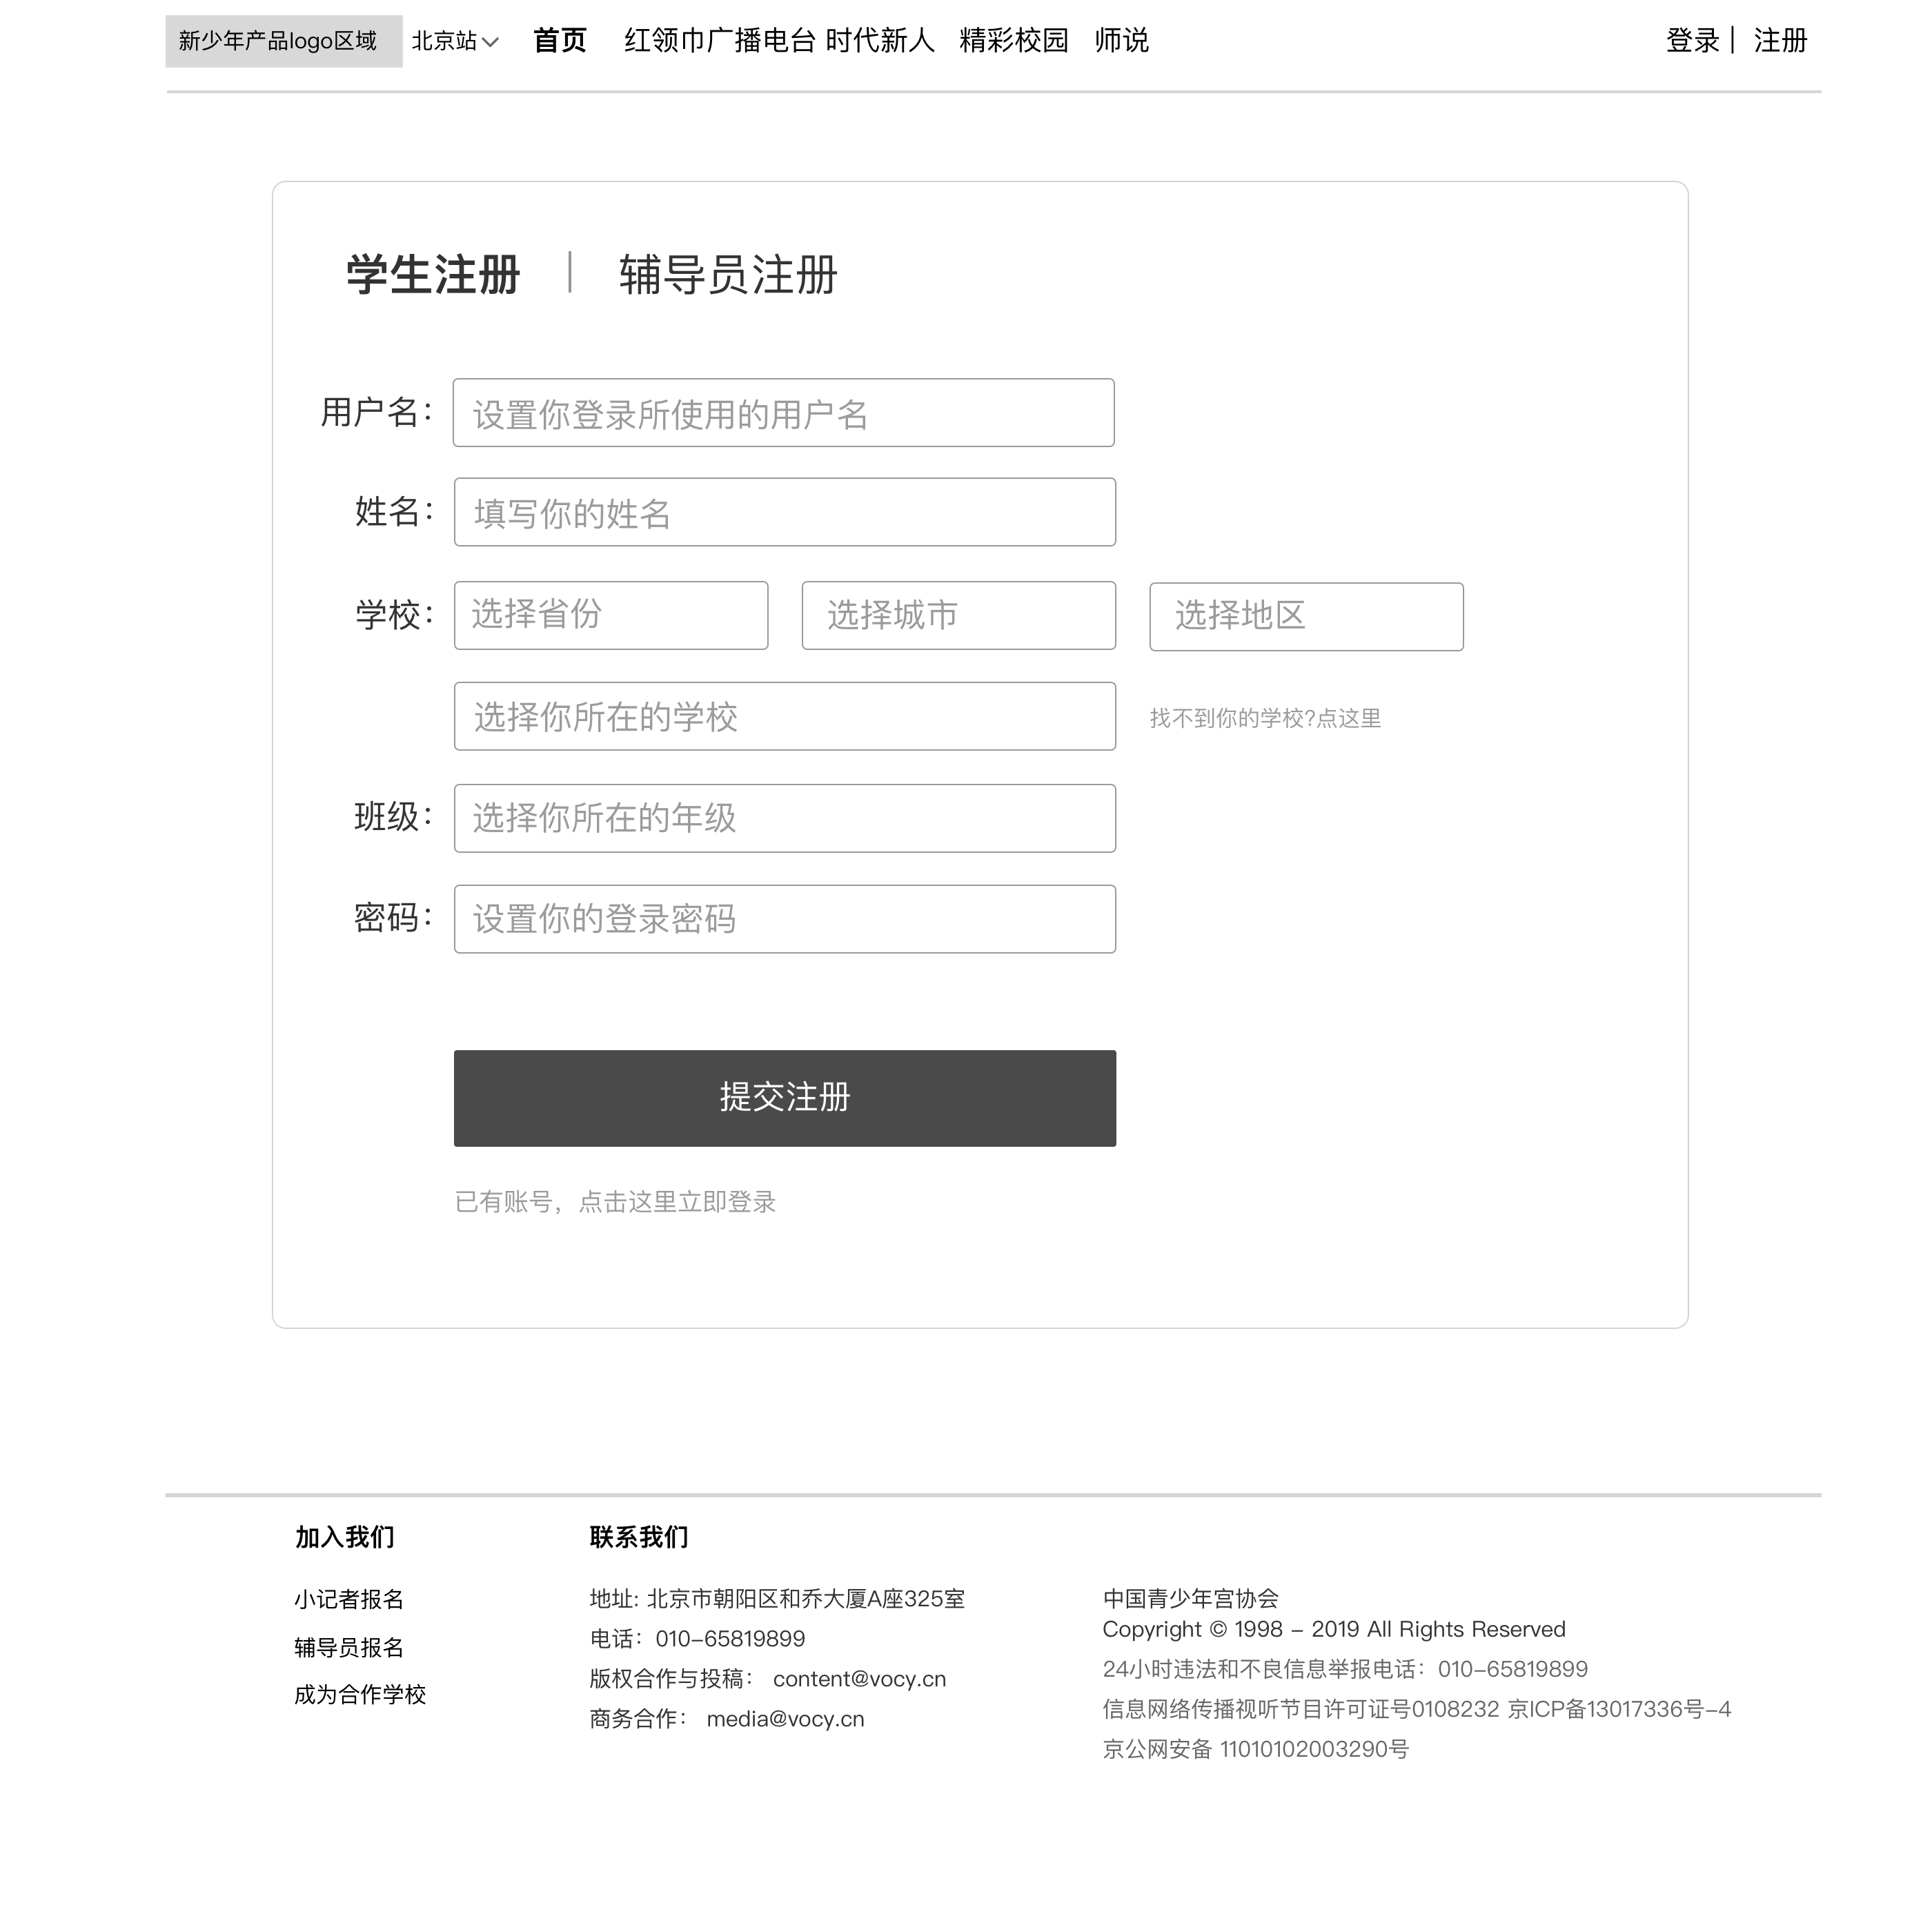 新少年产品logo区域 北京站 首页 红领巾广播电台 时代新人 精彩校园 师说 登录 | 注册
学生注册 | 辅导员注册
用户名： 设置你登录所使用的用户名
姓名： 填写你的姓名
学校： 选择省份 选择城市 选择地区
选择你所在的学校 找不到你的学校?点这里
班级： 选择你所在的年级
密码： 设置你的登录密码
提交注册
已有账号，点击这里立即登录
加入我们
小记者报名
辅导员报名
成为合作学校
联系我们
地址: 北京市朝阳区和乔大厦A座325室
电话：010-65819899
版权合作与投稿： content@vocy.cn
商务合作： media@vocy.cn
中国青少年宫协会
Copyright © 1998 - 2019 All Rights Reserved
24小时违法和不良信息举报电话：010-65819899
信息网络传播视听节目许可证号0108232 京ICP备13017336号-4
京公网安备 11010102003290号